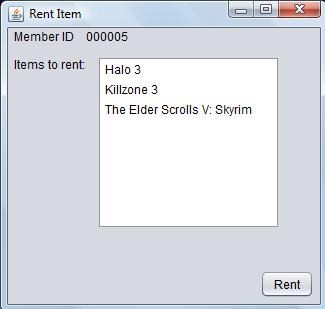 Rent Item
Member ID 000005
Items to rent:
Halo 3
Killzone 3
The Elder Scrolls V: Skyrim
Rent